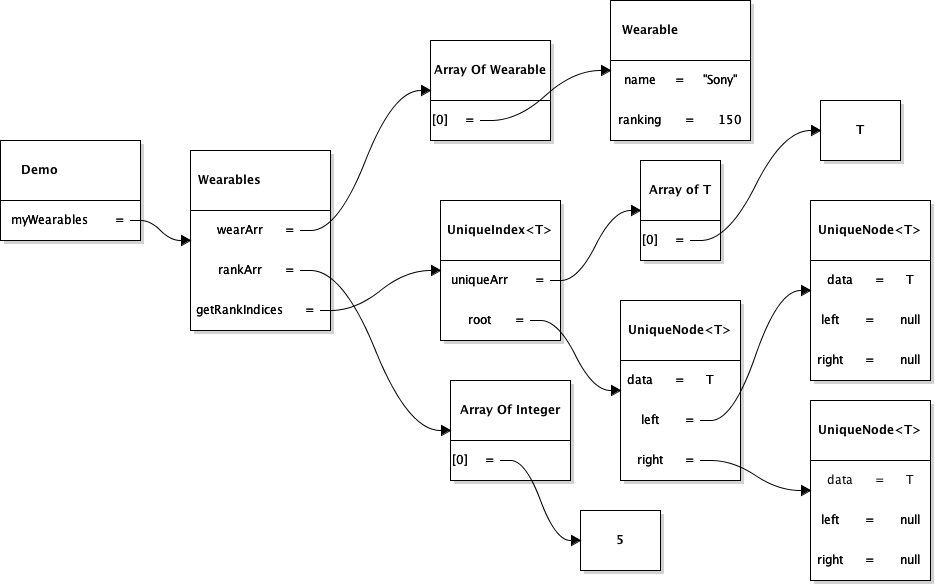 Demo
myWearables =
Wearables
wearArr =
rankArr =
getRankIndices =
Array Of Wearable
[0] =
Wearable
name = "Sony"
ranking = 150
UniqueIndex<T>
uniqueArr =
root =
Array of T
[0] =
T
UniqueNode<T>
data = T
left =
right =
UniqueNode<T>
data = T
left = null
right = null
UniqueNode<T>
data = T
left = null
right = null
Array Of Integer
[0] =
5